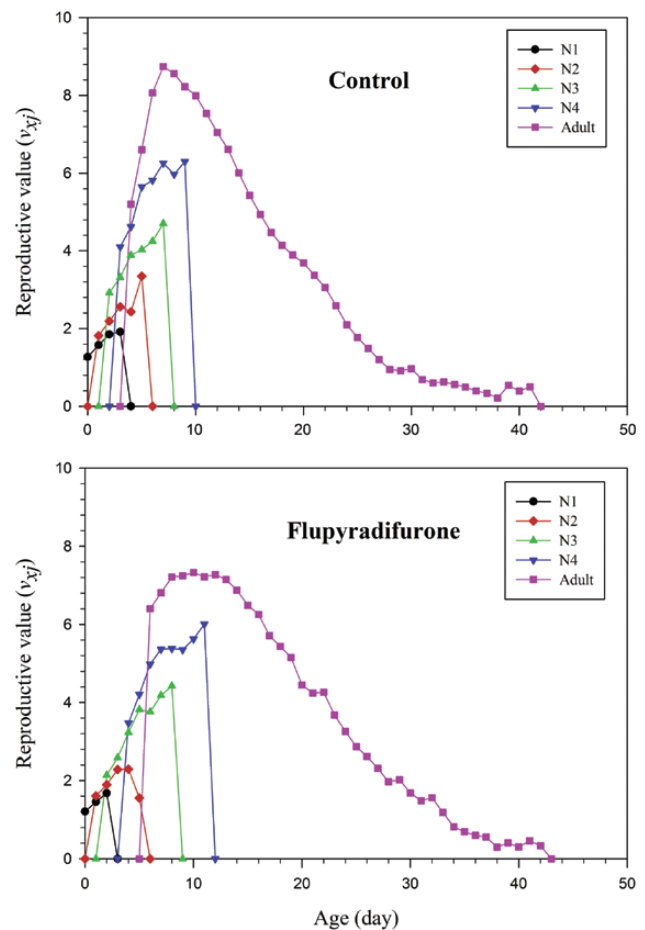 Control
N1
N2
N3
N4
Adult
10
8
6
4
2
0
Reproductive value (vxj)
0 10 20 30 40 50
Flupyradifurone
N1
N2
N3
N4
Adult
10
8
6
4
2
0
Reproductive value (vxj)
0 10 20 30 40 50
Age (day)